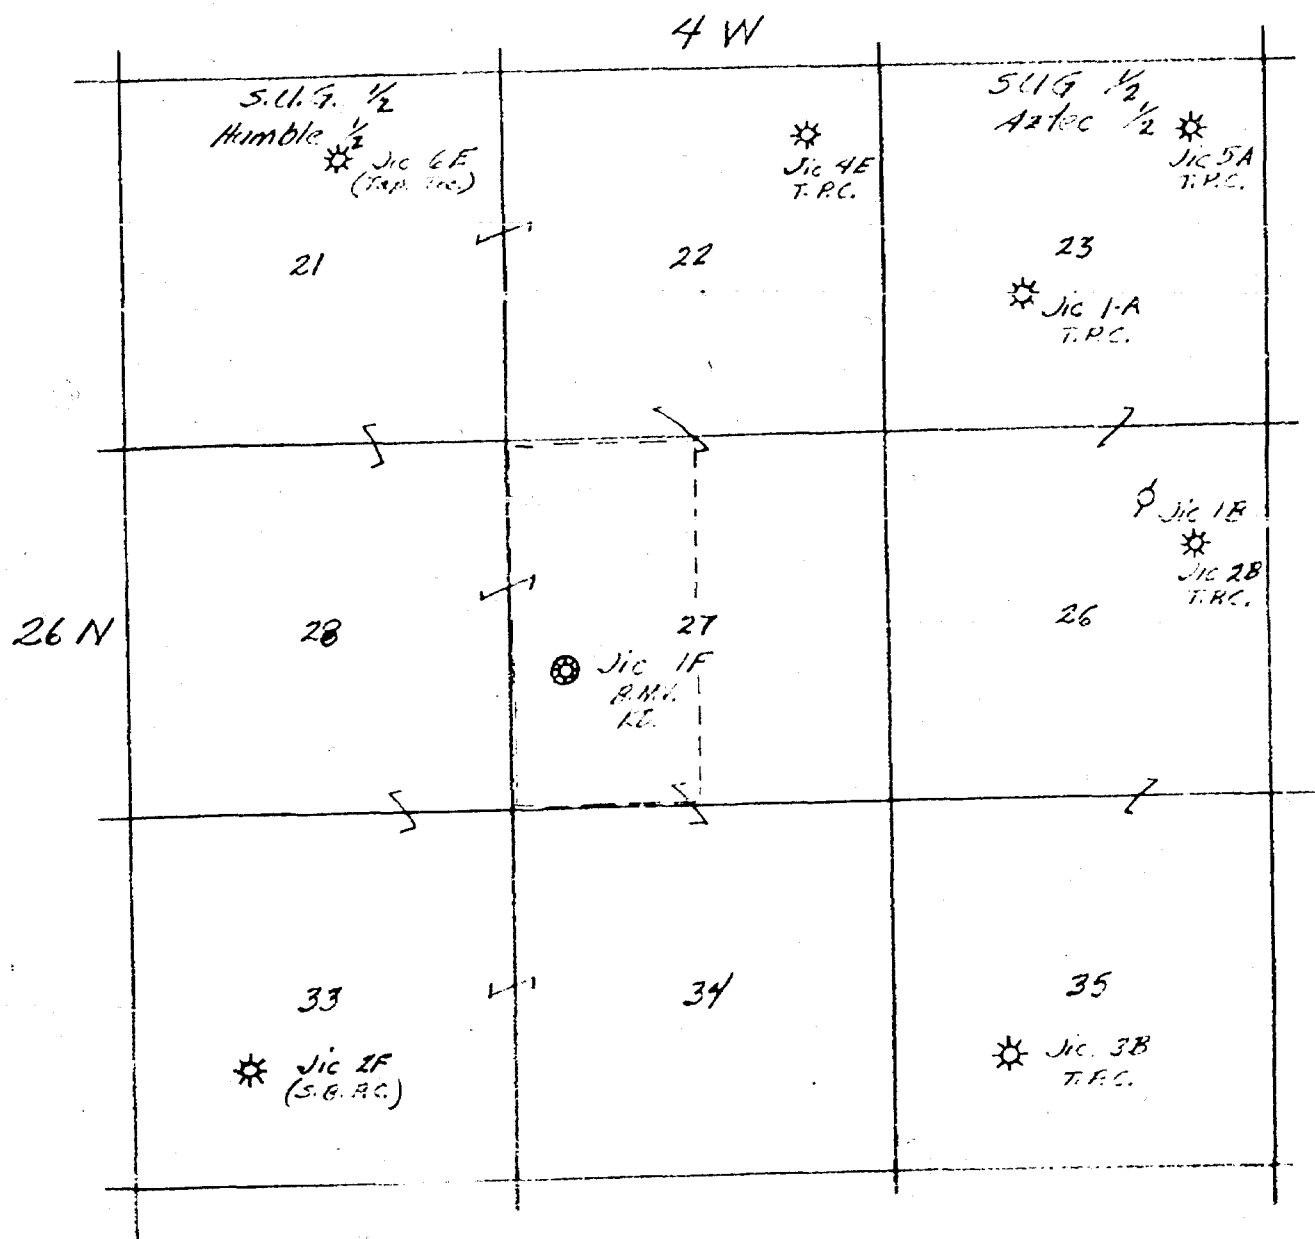 4 W
S.U.G. 1/2
Humble 1/2
Jic 6E
SUG 1/2
Aztec 1/2
Jic 4E
T.P.C.
Jic 5A
T.P.C.
21
22
23
Jic 1-A
T.P.C.
Jic 1B
Jic 2B
T.P.C.
26 N
28
27
26
Jic 1F
33
34
35
Jic 2F
Jic. 3B
T.P.C.